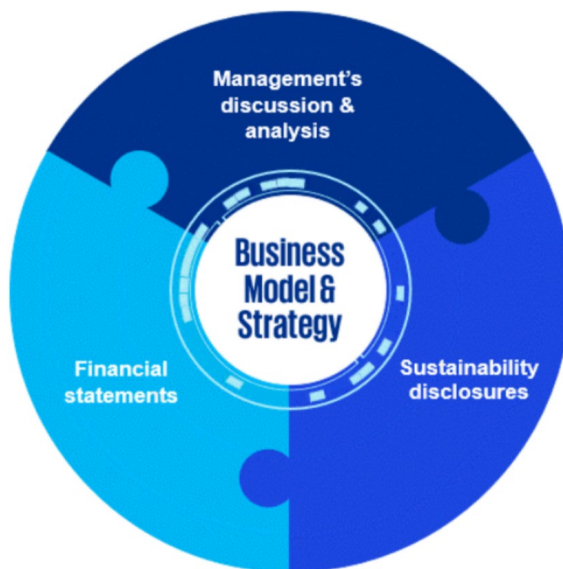 Management’s
discussion &
analysis
Business
Model &
Strategy
Financial
statements
Sustainability
disclosures